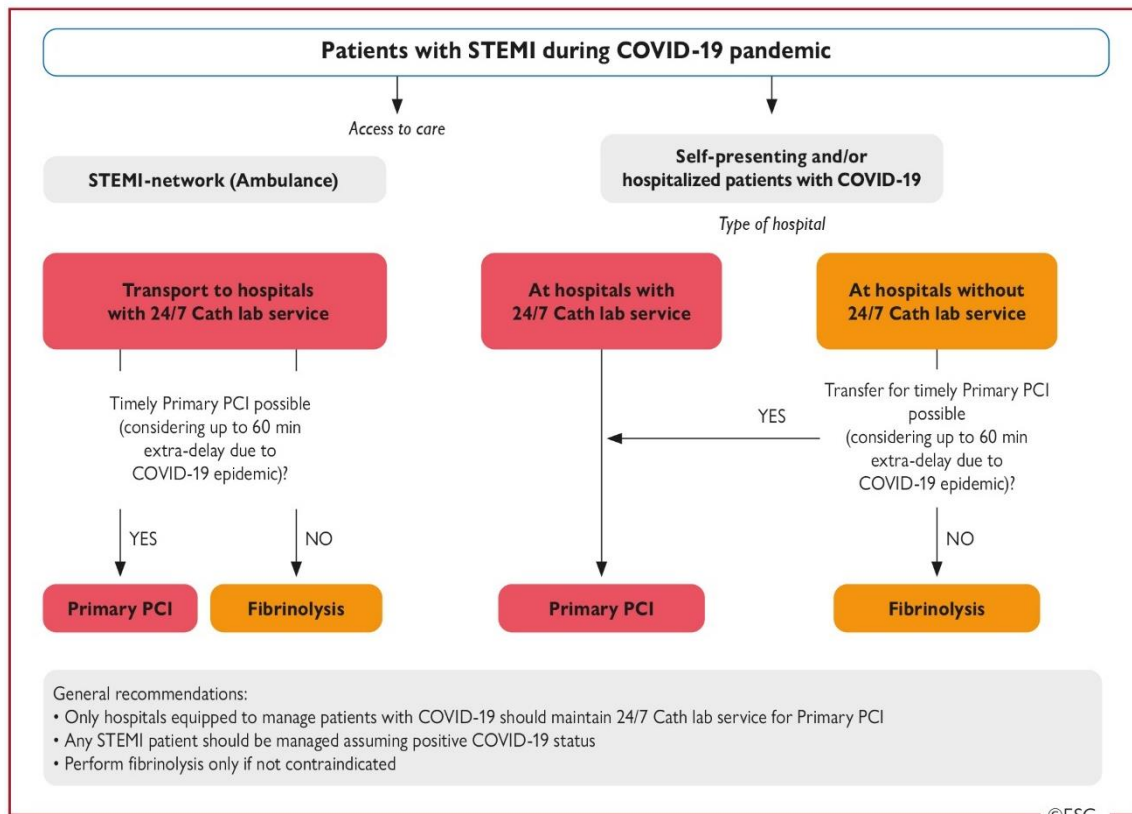 Patients with STEMI during COVID-19 pandemic
Access to care
STEMI-network (Ambulance)
Self-presenting and/or
hospitalized patients with COVID-19
Type of hospital
Transport to hospitals
with 24/7 Cath lab service
At hospitals with
24/7 Cath lab service
At hospitals without
24/7 Cath lab service
Timely Primary PCI possible
(considering up to 60 min
extra-delay due to
COVID-19 epidemic)?
Transfer for timely Primary PCI
possible
(considering up to 60 min
extra-delay due to
COVID-19 epidemic)?
YES
YES
NO
NO
Primary PCI
Fibrinolysis
Primary PCI
Fibrinolysis
General recommendations:
• Only hospitals equipped to manage patients with COVID-19 should maintain 24/7 Cath lab service for Primary PCI
• Any STEMI patient should be managed assuming positive COVID-19 status
• Perform fibrinolysis only if not contraindicated
©ESC